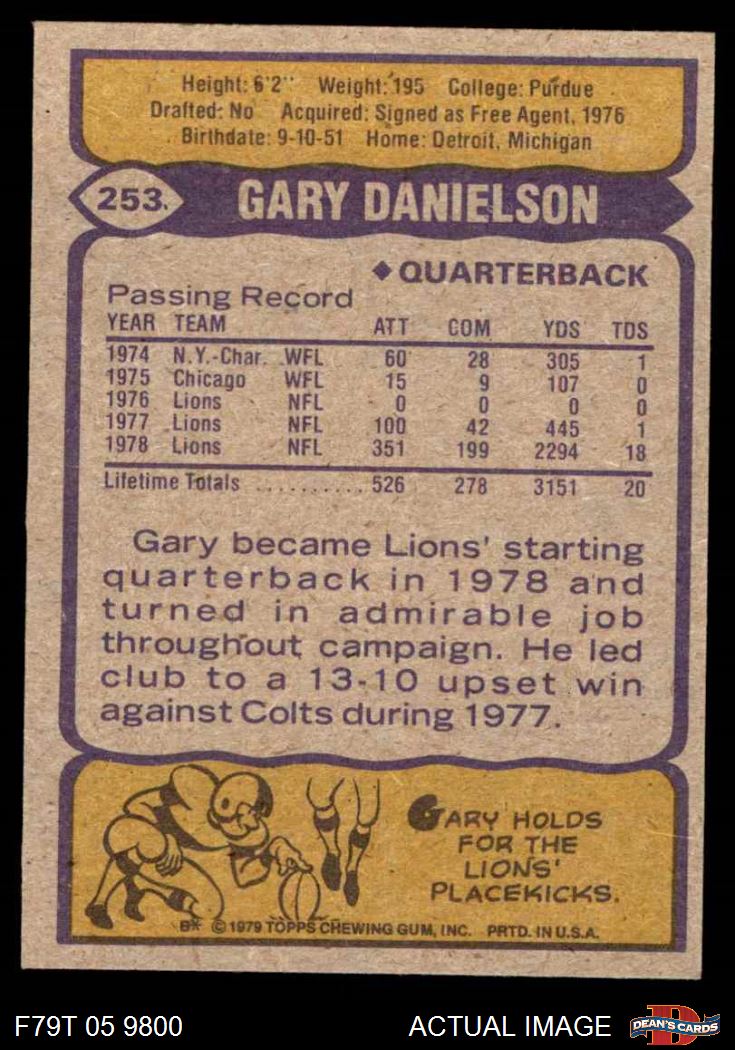 Height: 6'2" Weight: 195 College: Purdue
Drafted: No Acquired: Signed as Free Agent, 1976
Birthdate: 9-10-51 Home: Detroit, Michigan
253. GARY DANIELSON
♦ QUARTERBACK
Passing Record
YEAR TEAM ATT COM YDS TDS
1974 N.Y.-Char. WFL 60 28 305 1
1975 Chicago WFL 15 9 107 0
1976 Lions NFL 0 0 0 0
1977 Lions NFL 100 42 445 1
1978 Lions NFL 351 199 2294 18
Lifetime Totals .......... 526 278 3151 20
Gary became Lions' starting
quarterback in 1978 and
turned in admirable job
throughout campaign. He led
club to a 13-10 upset win
against Colts during 1977.
GARY HOLDS
FOR THE
LIONS'
PLACEKICKS.
B* © 1979 TOPPS CHEWING GUM, INC. PRTD. IN U.S.A.
F79T 05 9800 ACTUAL IMAGE D DEAN'S CARDS